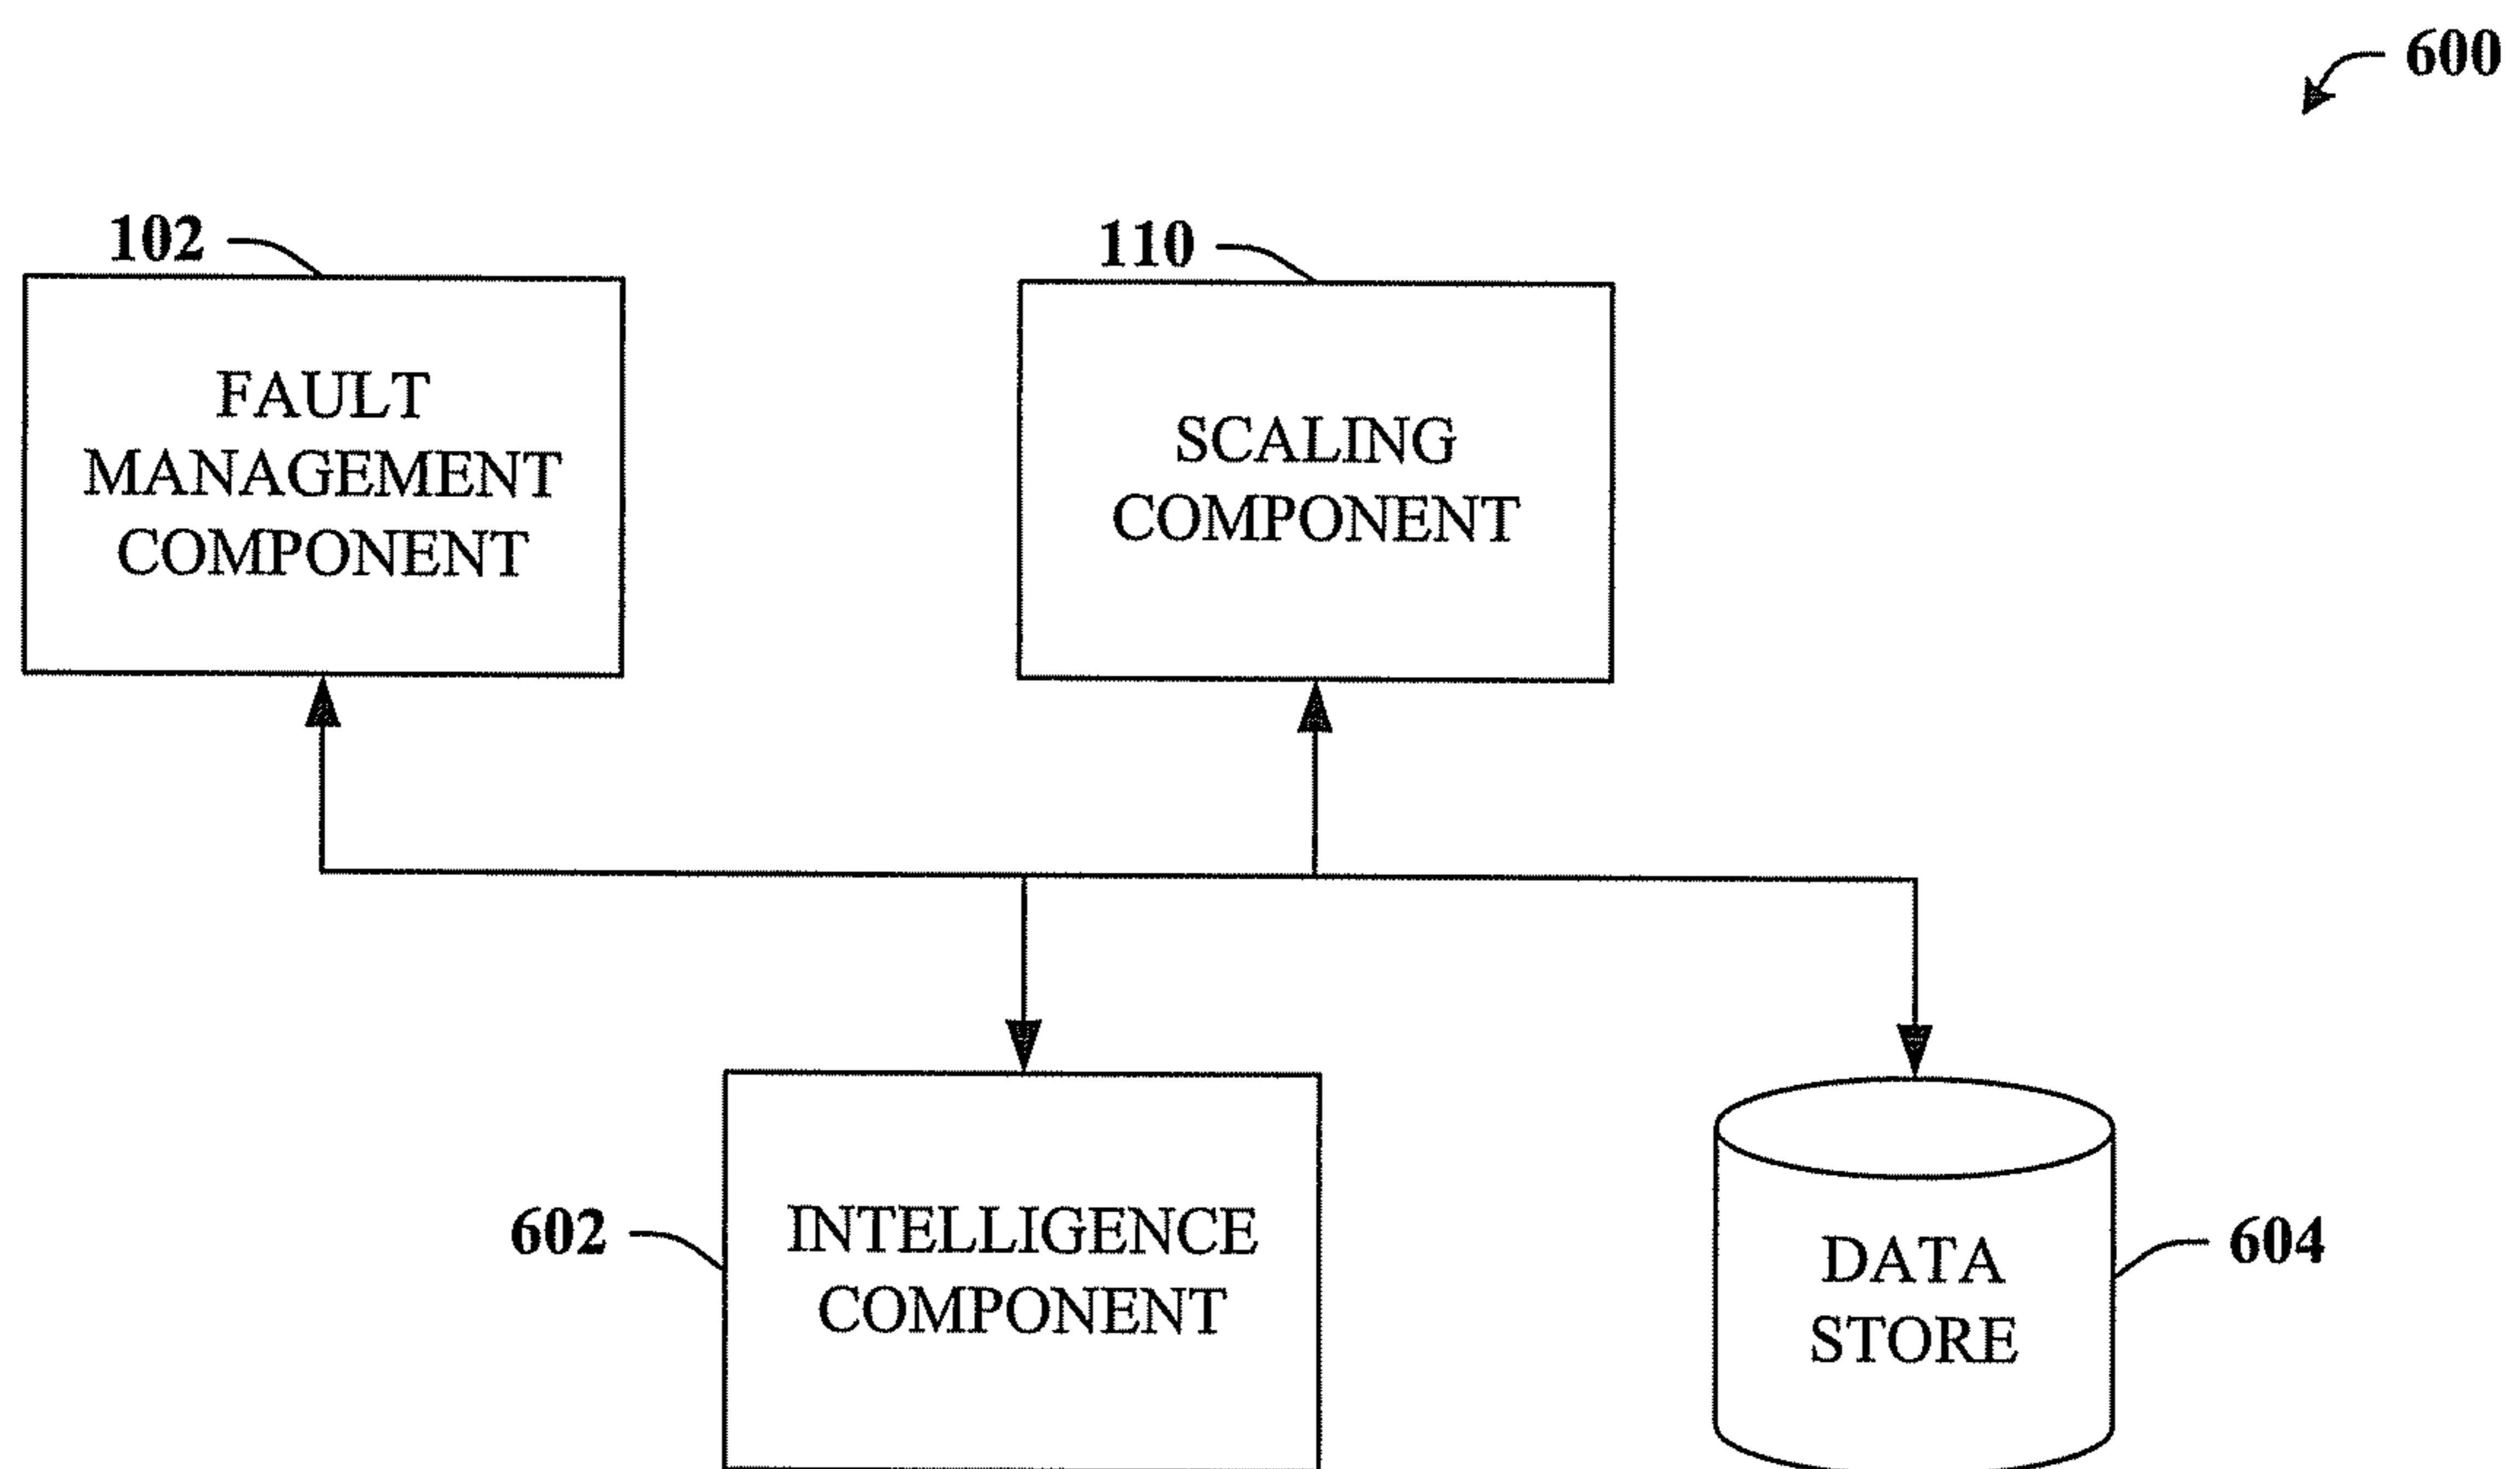 600
102
110
FAULT
MANAGEMENT
COMPONENT
SCALING
COMPONENT
602
INTELLIGENCE
COMPONENT
DATA
STORE
604